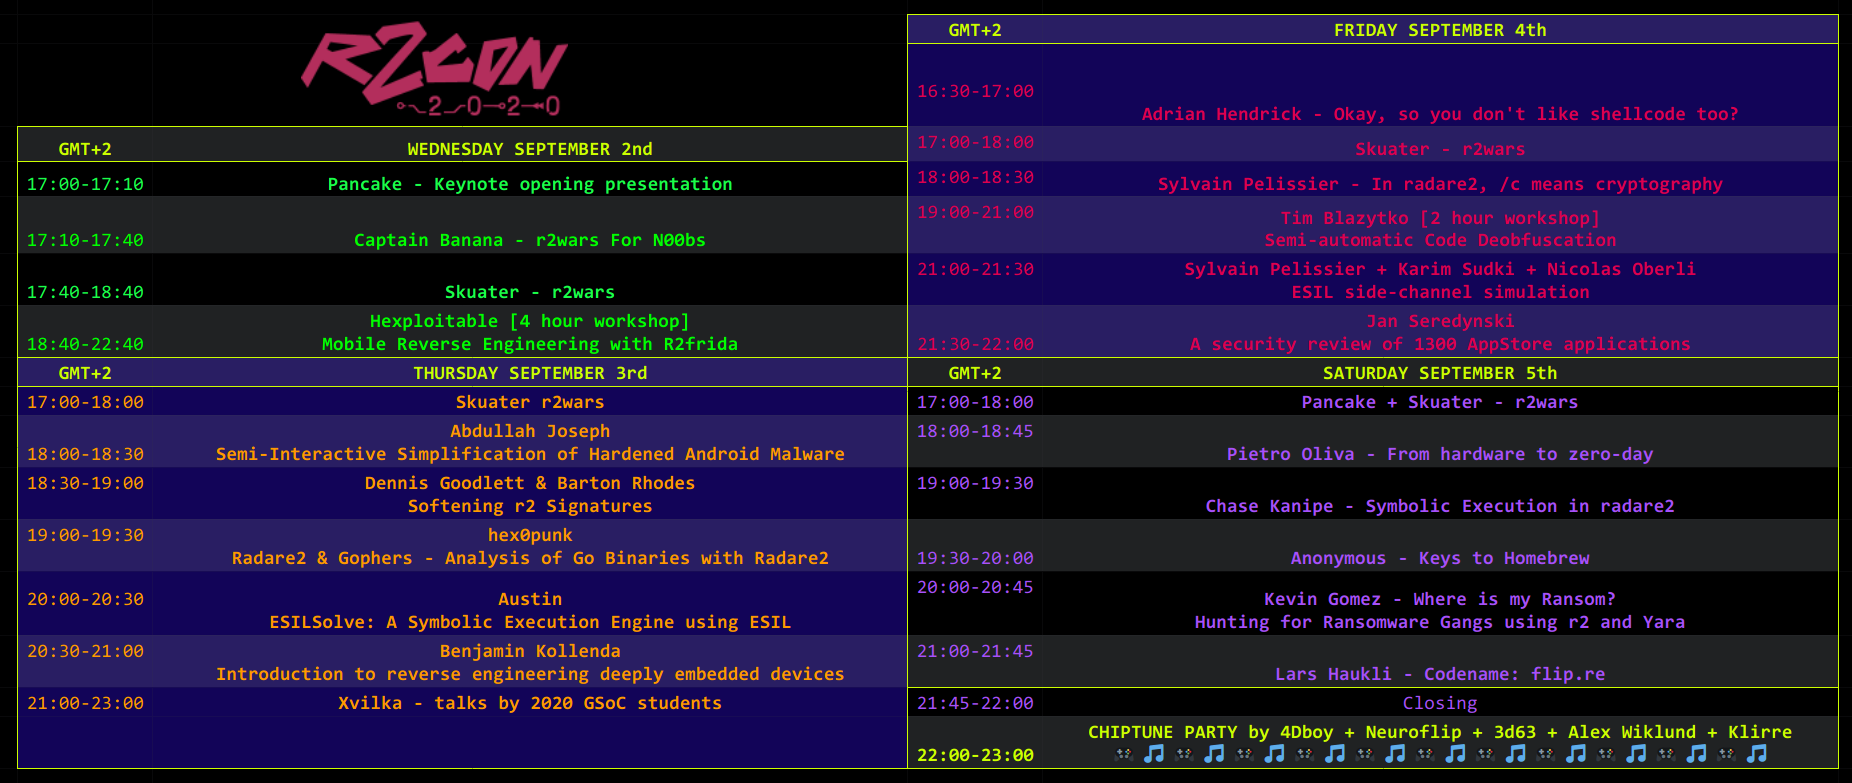 R2CON
2020
GMT+2 WEDNESDAY SEPTEMBER 2nd
17:00-17:10 Pancake - Keynote opening presentation
17:10-17:40 Captain Banana - r2wars For N00bs
17:40-18:40 Skuater - r2wars
Hexploitable [4 hour workshop]
18:40-22:40 Mobile Reverse Engineering with R2frida
GMT+2 THURSDAY SEPTEMBER 3rd
17:00-18:00 Skuater r2wars
Abdullah Joseph
18:00-18:30 Semi-Interactive Simplification of Hardened Android Malware
18:30-19:00 Dennis Goodlett & Barton Rhodes
Softening r2 Signatures
19:00-19:30 hex0punk
Radare2 & Gophers - Analysis of Go Binaries with Radare2
20:00-20:30 Austin
ESILSolve: A Symbolic Execution Engine using ESIL
20:30-21:00 Benjamin Kollenda
Introduction to reverse engineering deeply embedded devices
21:00-23:00 Xvilka - talks by 2020 GSoC students
GMT+2 FRIDAY SEPTEMBER 4th
16:30-17:00
Adrian Hendrick - Okay, so you don't like shellcode too?
17:00-18:00 Skuater - r2wars
18:00-18:30 Sylvain Pelissier - In radare2, /c means cryptography
19:00-21:00 Tim Blazytko [2 hour workshop]
Semi-automatic Code Deobfuscation
21:00-21:30 Sylvain Pelissier + Karim Sudki + Nicolas Oberli
ESIL side-channel simulation
Jan Seredynski
21:30-22:00 A security review of 1300 AppStore applications
GMT+2 SATURDAY SEPTEMBER 5th
17:00-18:00 Pancake + Skuater - r2wars
18:00-18:45
Pietro Oliva - From hardware to zero-day
19:00-19:30
Chase Kanipe - Symbolic Execution in radare2
19:30-20:00 Anonymous - Keys to Homebrew
20:00-20:45 Kevin Gomez - Where is my Ransom?
Hunting for Ransomware Gangs using r2 and Yara
21:00-21:45
Lars Haukli - Codename: flip.re
21:45-22:00 Closing
CHIPTUNE PARTY by 4Dboy + Neuroflip + 3d63 + Alex Wiklund + Klirre
22:00-23:00 🎮 🎵 🎮 🎵 🎮 🎵 🎮 🎵 🎮 🎵 🎮 🎵 🎮 🎵 🎮 🎵 🎮 🎵 🎮 🎵 🎮 🎵